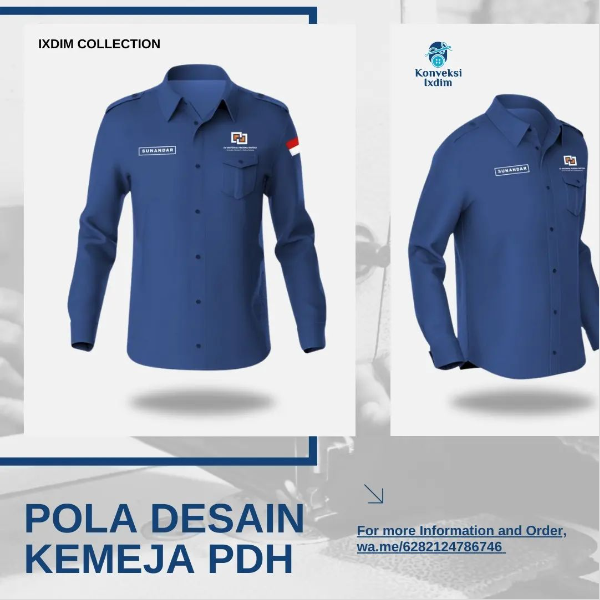 IXDIM COLLECTION
Konveksi
Ixdim
SUNANDAR
SUNANDAR
POLA DESAIN
KEMEJA PDH
For more Information and Order,
wa.me/6282124786746